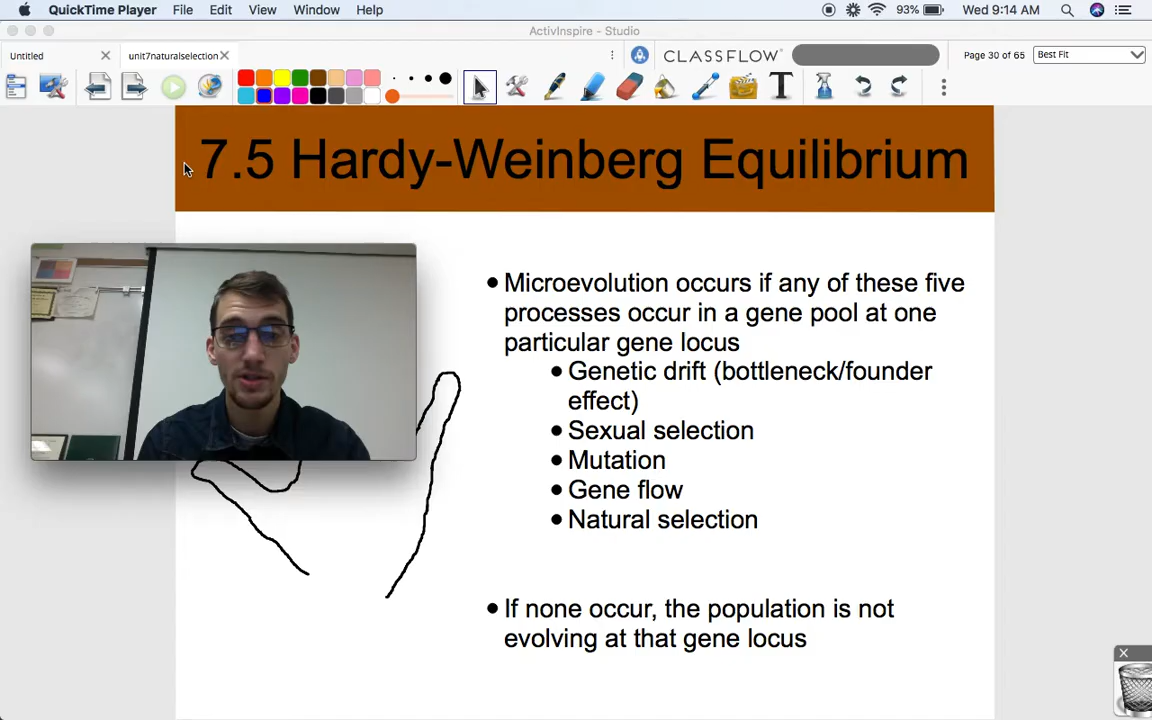 QuickTime Player File Edit View Window Help 93% Wed 9:14 AM
ActivInspire - Studio
Untitled unit7naturalselection CLASSFLOW Page 30 of 65 Best Fit
7.5 Hardy-Weinberg Equilibrium
• Microevolution occurs if any of these five
processes occur in a gene pool at one
particular gene locus
• Genetic drift (bottleneck/founder
effect)
• Sexual selection
• Mutation
• Gene flow
• Natural selection
• If none occur, the population is not
evolving at that gene locus